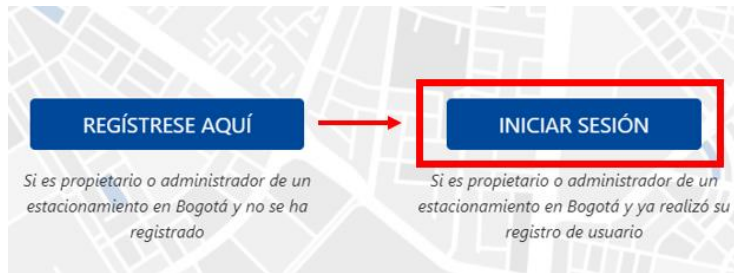 REGÍSTRESE AQUÍ
Si es propietario o administrador de un
estacionamiento en Bogotá y no se ha
registrado
INICIAR SESIÓN
Si es propietario o administrador de un
estacionamiento en Bogotá y ya realizó su
registro de usuario